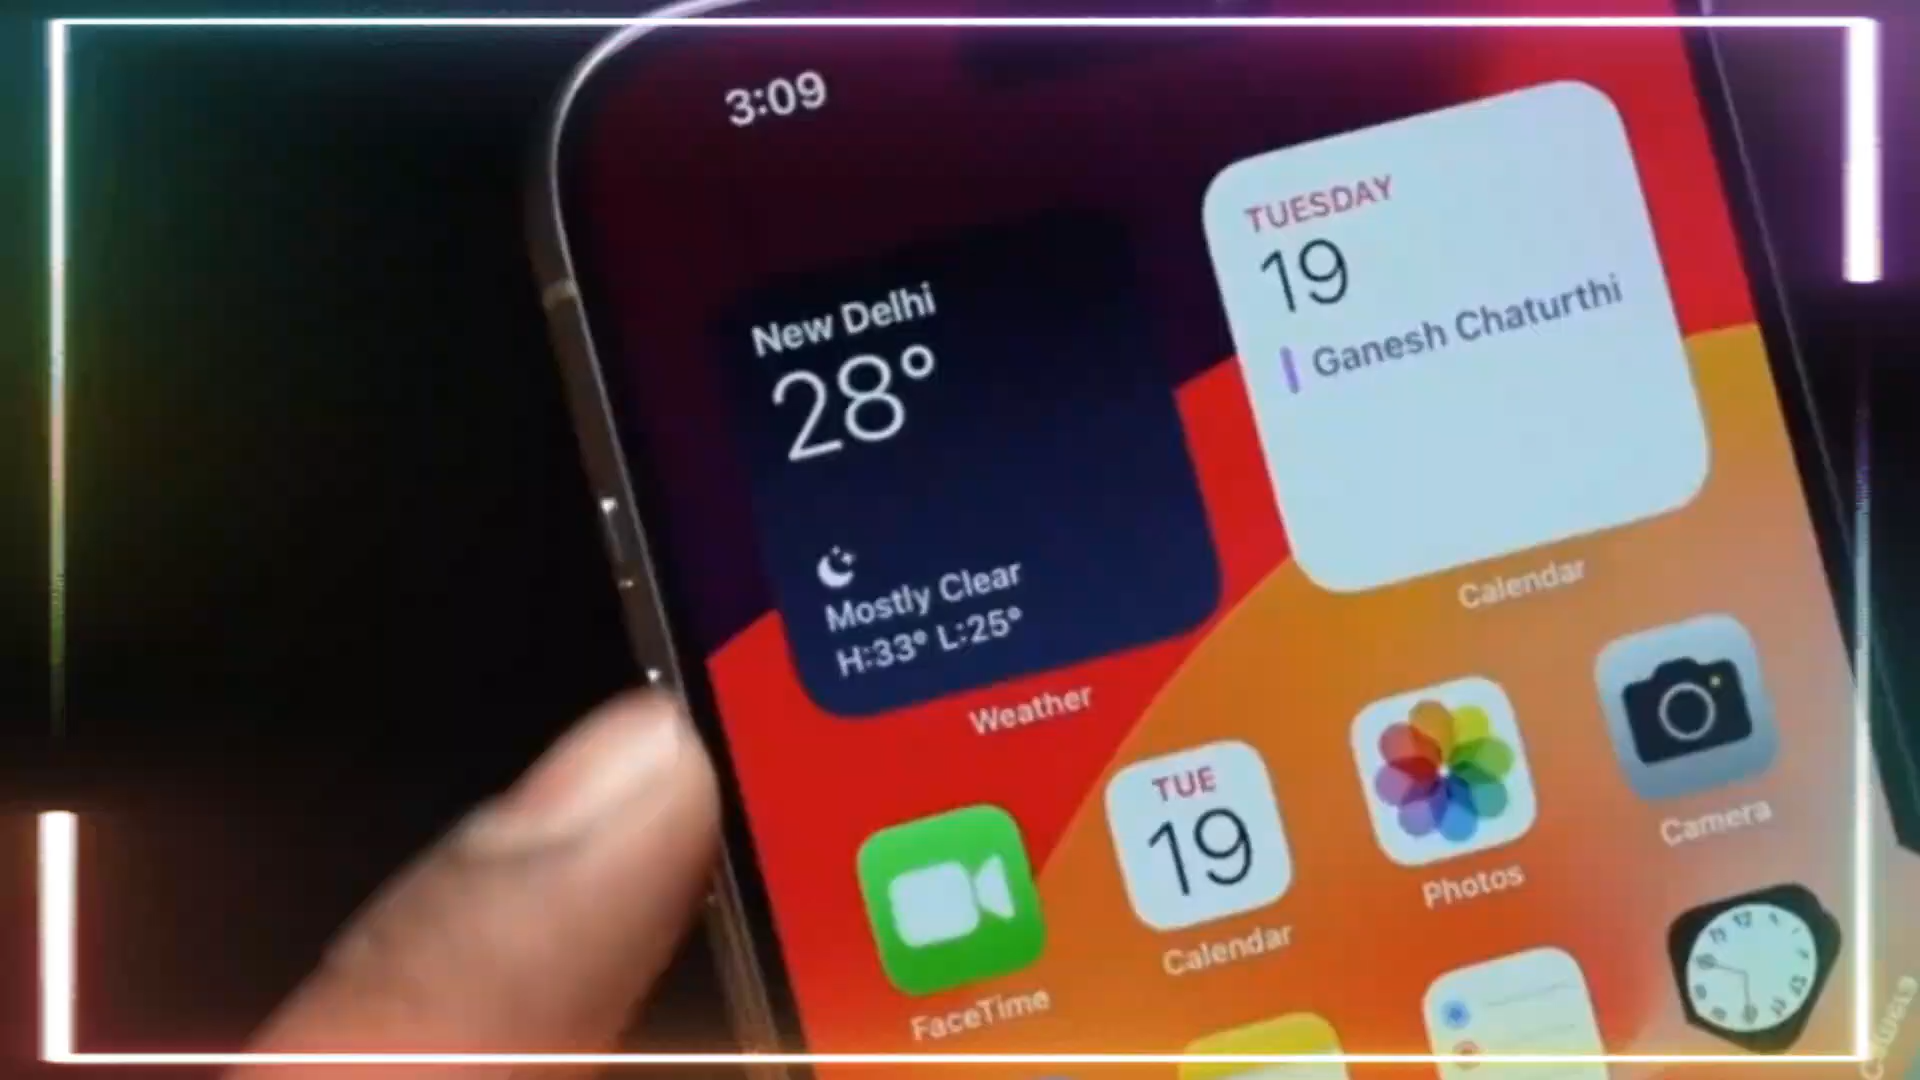 3:09
New Delhi
28°
Mostly Clear
H:33° L:25°
Weather
TUESDAY
19
Ganesh Chaturthi
Calendar
FaceTime
TUE
19
Calendar
Photos
Camera